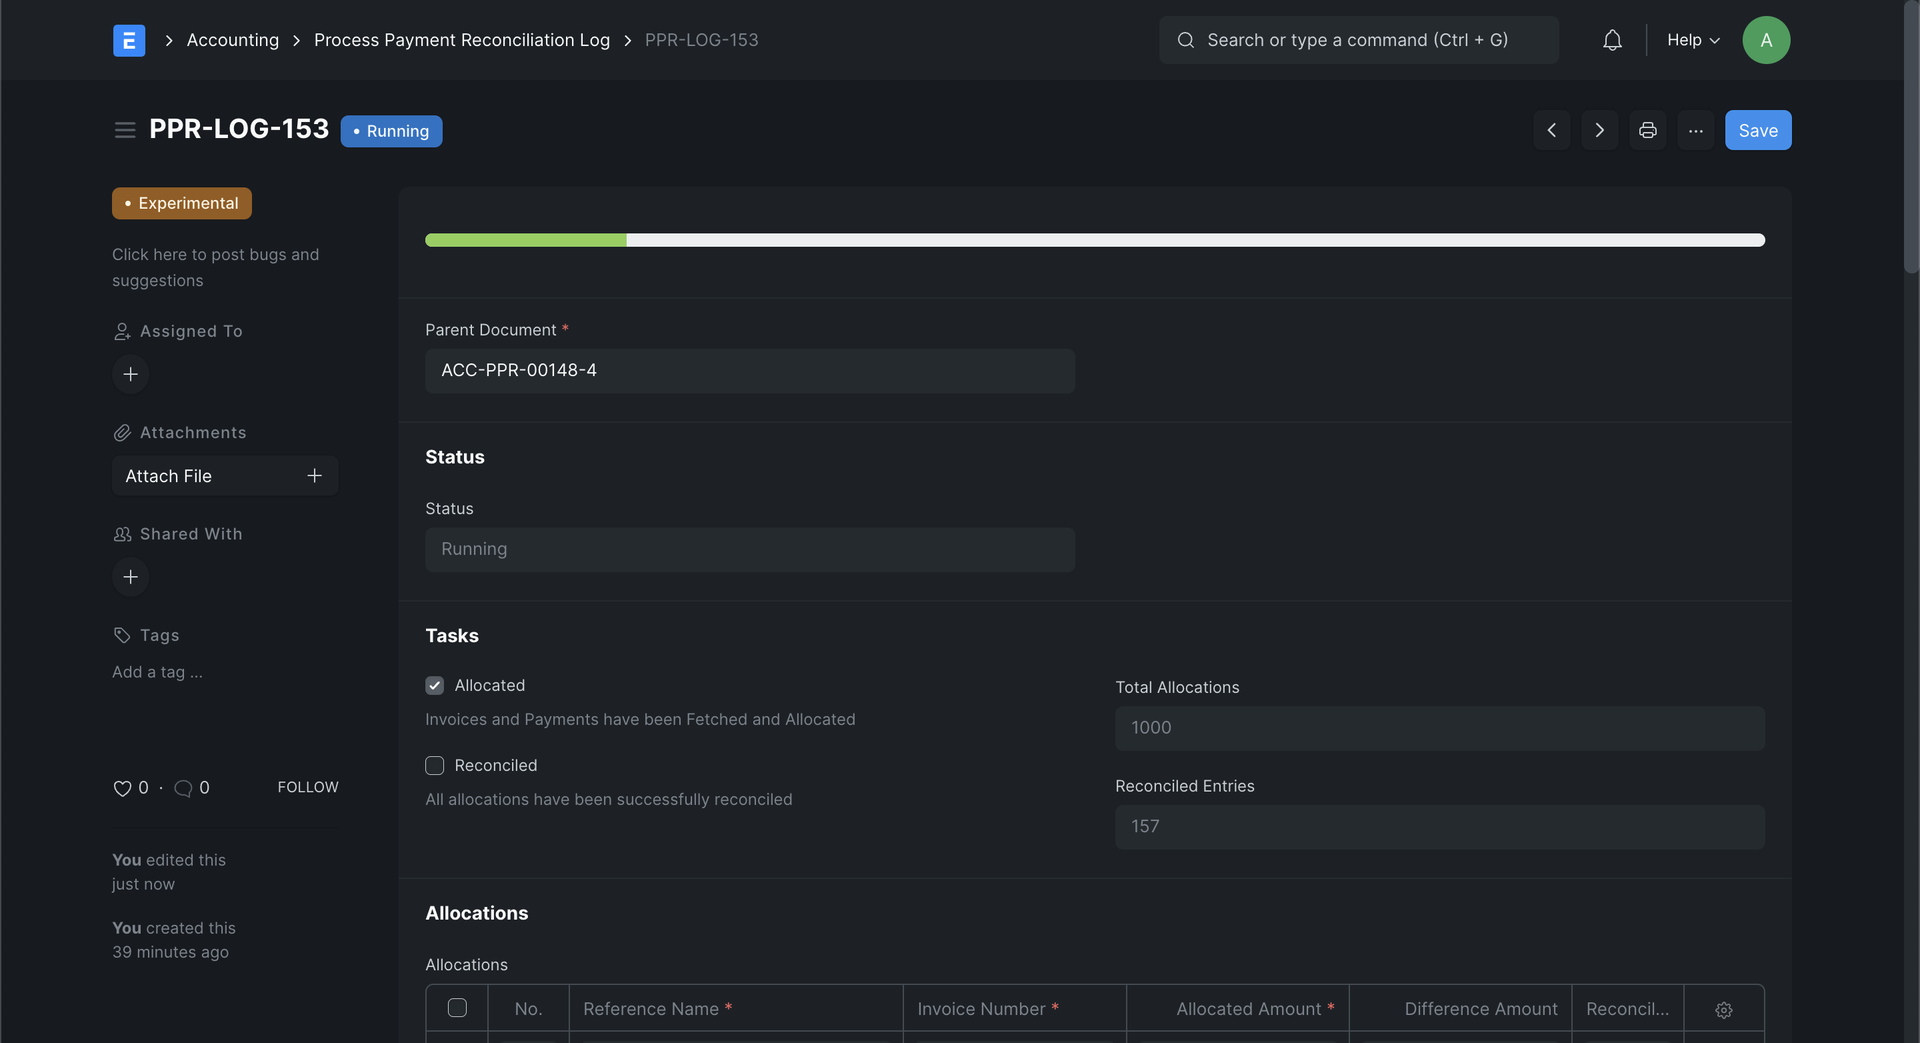 E
Accounting
Process Payment Reconciliation Log
PPR-LOG-153
Search or type a command (Ctrl + G)
Help
A
PPR-LOG-153
Running
Save
Experimental
Click here to post bugs and
suggestions
Assigned To
Attachments
Attach File
Shared With
Tags
Add a tag ...
0 · 0
FOLLOW
You edited this
just now
You created this
39 minutes ago
Parent Document *
ACC-PPR-00148-4
Status
Status
Running
Tasks
Allocated
Invoices and Payments have been Fetched and Allocated
Reconciled
All allocations have been successfully reconciled
Total Allocations
1000
Reconciled Entries
157
Allocations
Allocations
No.
Reference Name *
Invoice Number *
Allocated Amount *
Difference Amount
Reconcil...